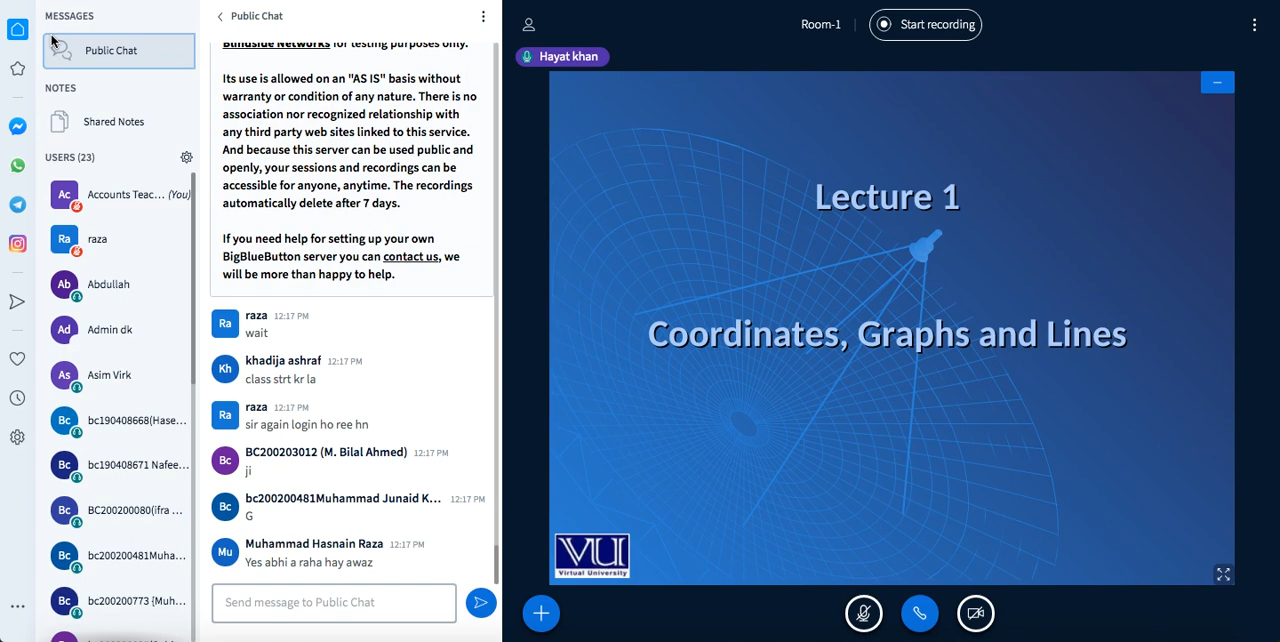 MESSAGES
Public Chat
NOTES
Shared Notes
USERS (23)
Ac Accounts Teac... (You)
Ra raza
Ab Abdullah
Ad Admin dk
As Asim Virk
Bc bc190408668(Hase...
Bc bc190408671 Nafee...
Bc BC200200080(ifra ...
Bc bc200200481Muha...
Bc bc200200773 {Muh...
Public Chat
Blindside Networks for testing purposes only.
Its use is allowed on an "AS IS" basis without
warranty or condition of any nature. There is no
association nor recognized relationship with
any third party web sites linked to this service.
And because this server can be used public and
openly, your sessions and recordings can be
accessible for anyone, anytime. The recordings
automatically delete after 7 days.
If you need help for setting up your own
BigBlueButton server you can contact us, we
will be more than happy to help.
Ra raza 12:17 PM
wait
Kh khadija ashraf 12:17 PM
class strt kr la
Ra raza 12:17 PM
sir again login ho ree hn
Bc BC200203012 (M. Bilal Ahmed) 12:17 PM
ji
Bc bc200200481Muhammad Junaid K... 12:17 PM
G
Mu Muhammad Hasnain Raza 12:17 PM
Yes abhi a raha hay awaz
Send message to Public Chat
Room-1
Start recording
Hayat khan
Lecture 1
Coordinates, Graphs and Lines
VU
Virtual University